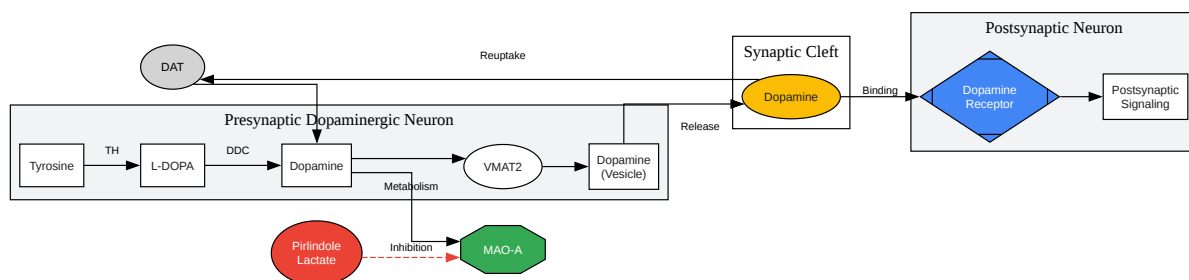 Postsynaptic Neuron
Synaptic Cleft
Reuptake
DAT
Dopamine
Binding
Dopamine
Receptor
Postsynaptic
Signaling
Presynaptic Dopaminergic Neuron
Release
Tyrosine
TH
L-DOPA
DDC
Dopamine
VMAT2
Dopamine
(Vesicle)
Metabolism
Pirlindole
Lactate
Inhibition
MAO-A